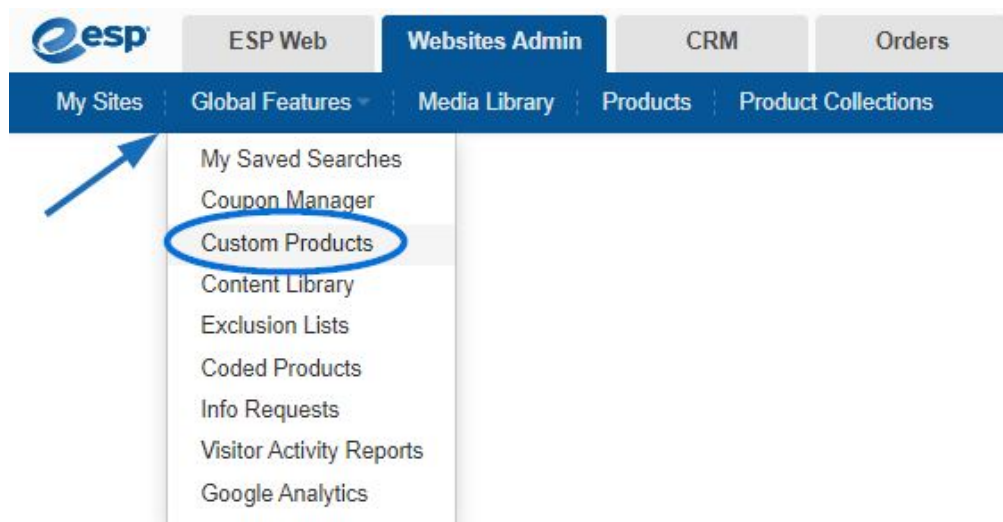 esp ESP Web Websites Admin CRM Orders
My Sites Global Features Media Library Products Product Collections
My Saved Searches
Coupon Manager
Custom Products
Content Library
Exclusion Lists
Coded Products
Info Requests
Visitor Activity Reports
Google Analytics